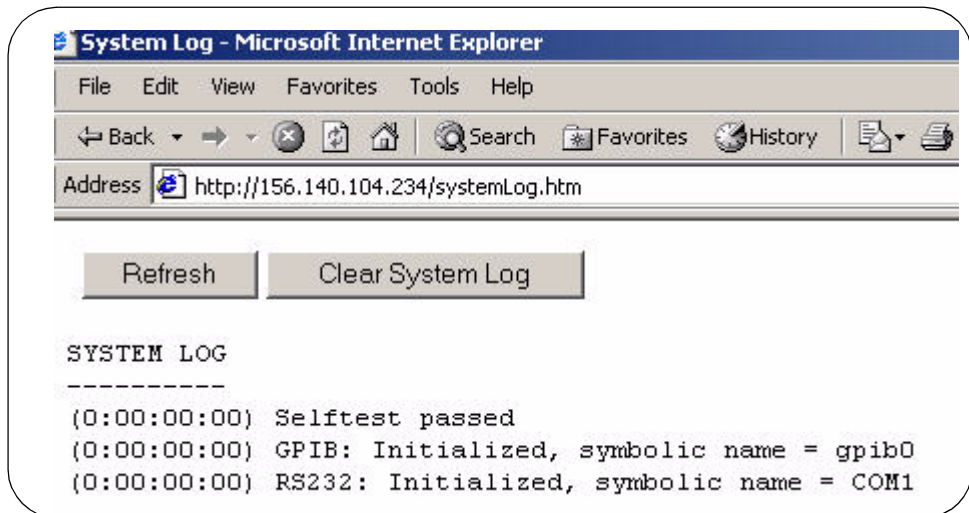 System Log - Microsoft Internet Explorer
File Edit View Favorites Tools Help
Back Search Favorites History
Address http://156.140.104.234/systemLog.htm
Refresh Clear System Log
SYSTEM LOG
----------
(0:00:00:00) Selftest passed
(0:00:00:00) GPIB: Initialized, symbolic name = gpib0
(0:00:00:00) RS232: Initialized, symbolic name = COM1